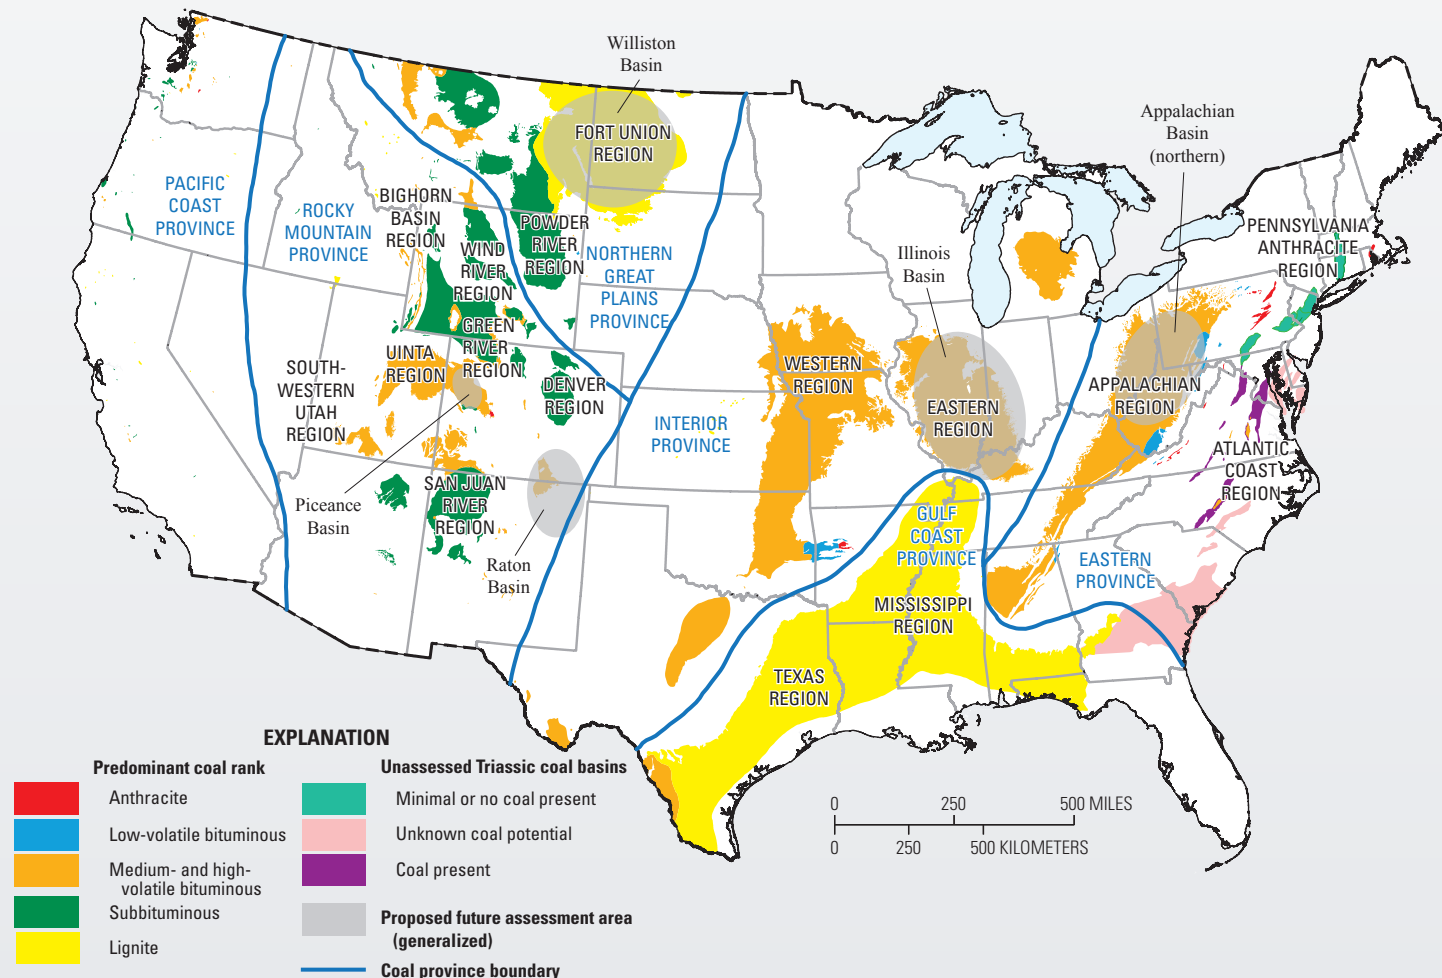 Williston
Basin
Appalachian
Basin
(northern)
FORT UNION
REGION
PACIFIC
COAST
PROVINCE
ROCKY
MOUNTAIN
PROVINCE
BIGHORN
BASIN
REGION
WIND
RIVER
REGION
POWDER
RIVER
REGION
NORTHERN
GREAT
PLAINS
PROVINCE
Illinois
Basin
PENNSYLVANIA
ANTHRACITE
REGION
GREEN
RIVER
REGION
UINTA
REGION
SOUTH-
WESTERN
UTAH
REGION
DENVER
REGION
WESTERN
REGION
EASTERN
REGION
APPALACHIAN
REGION
INTERIOR
PROVINCE
ATLANTIC
COAST
REGION
SAN JUAN
RIVER
REGION
Piceance
Basin
Raton
Basin
GULF
COAST
PROVINCE
EASTERN
PROVINCE
MISSISSIPPI
REGION
TEXAS
REGION
EXPLANATION
Predominant coal rank
Anthracite
Low-volatile bituminous
Medium- and high-
volatile bituminous
Subbituminous
Lignite
Unassessed Triassic coal basins
Minimal or no coal present
Unknown coal potential
Coal present
Proposed future assessment area
(generalized)
Coal province boundary
0 250 500 MILES
0 250 500 KILOMETERS